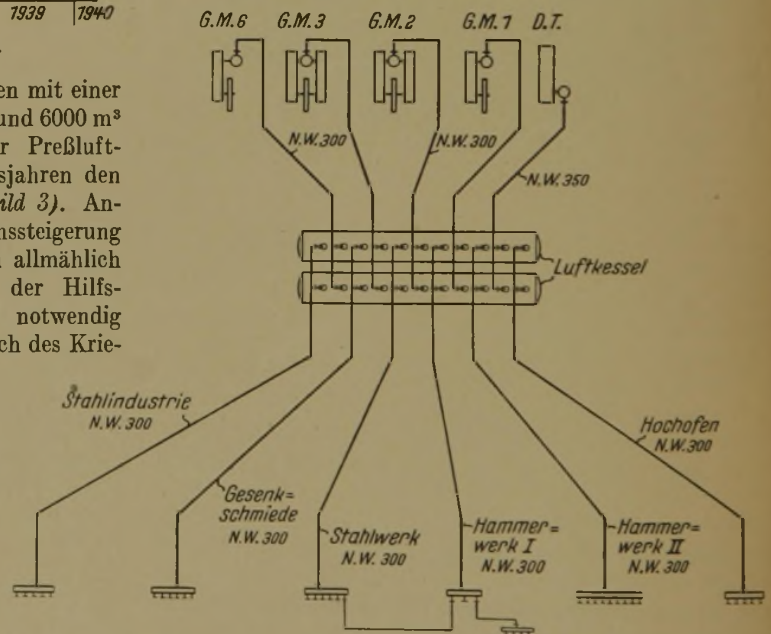 1939 1940
en mit einer
und 6000 m³
r Preßluft-
sjahren den
ild 3). An-
nssteigerung
allmählich
der Hilfs-
notwendig
ch des Krie-
G.M.6 G.M.3 G.M.2 G.M.1 D.T.
N.W.300 N.W.300
N.W.350
Luftkessel
Stahlindustrie
N.W.300
Hochofen
N.W.300
Gesenk=
schmiede
N.W.300
Stahlwerk
N.W.300
Hammer=
werk I
N.W.300
Hammer=
werk II
N.W.300